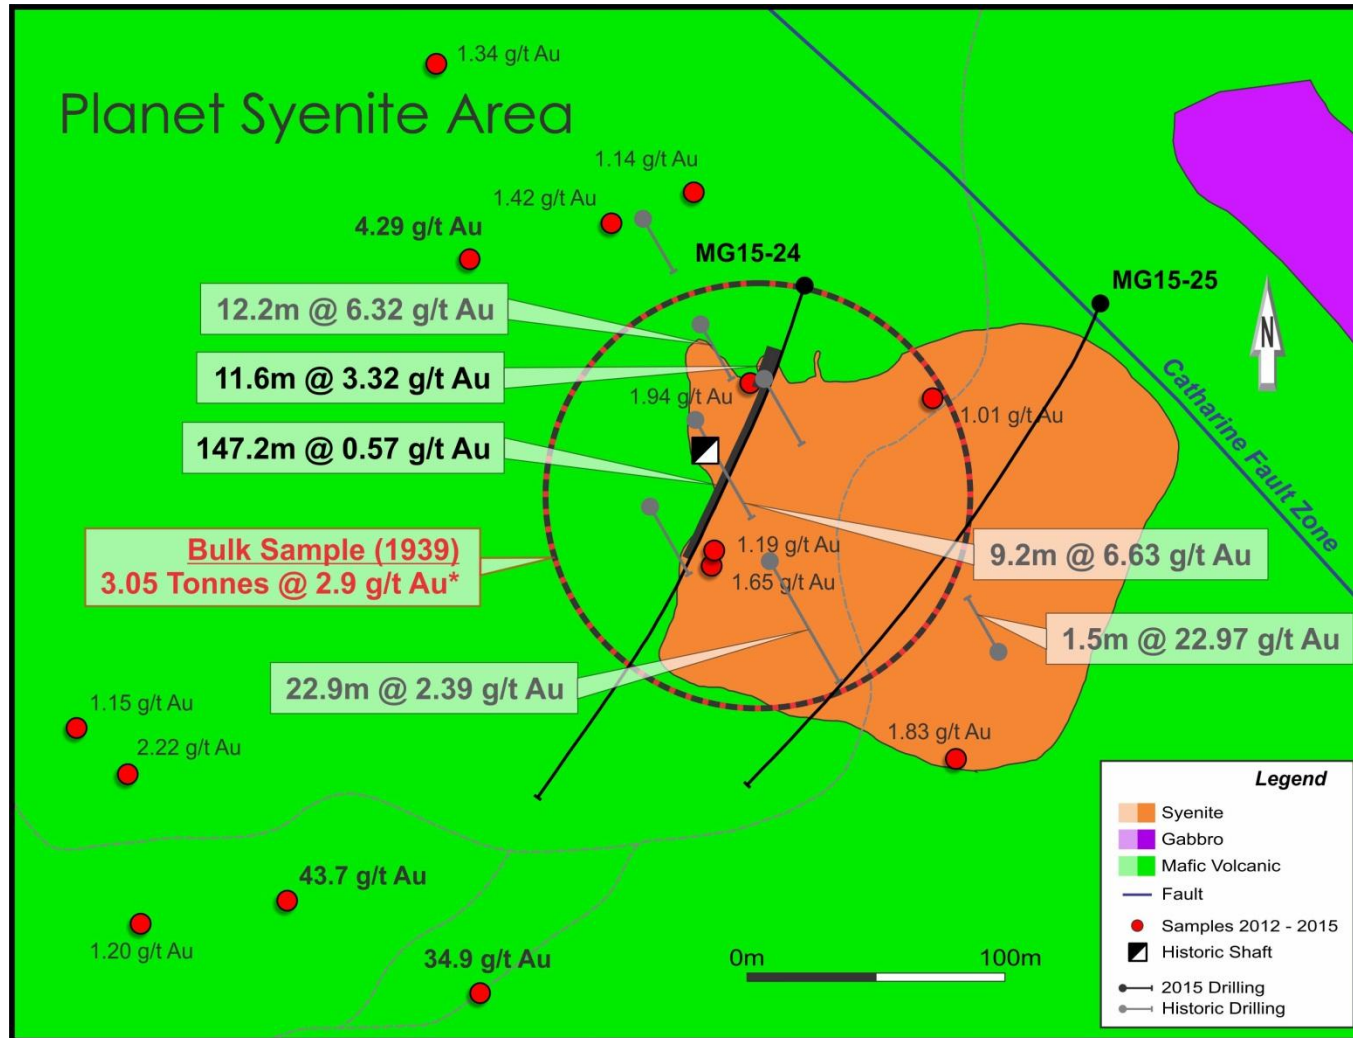 1.34 g/t Au
Planet Syenite Area
1.14 g/t Au
1.42 g/t Au
4.29 g/t Au
MG15-24
MG15-25
12.2m @ 6.32 g/t Au
N
11.6m @ 3.32 g/t Au
1.94 g/t Au
1.01 g/t Au
Catharine Fault Zone
147.2m @ 0.57 g/t Au
Bulk Sample (1939)
3.05 Tonnes @ 2.9 g/t Au*
1.19 g/t Au
9.2m @ 6.63 g/t Au
1.65 g/t Au
1.5m @ 22.97 g/t Au
22.9m @ 2.39 g/t Au
1.15 g/t Au
2.22 g/t Au
1.83 g/t Au
43.7 g/t Au
1.20 g/t Au
34.9 g/t Au
0m
100m
Legend
Syenite
Gabbro
Mafic Volcanic
Fault
Samples 2012 - 2015
Historic Shaft
2015 Drilling
Historic Drilling